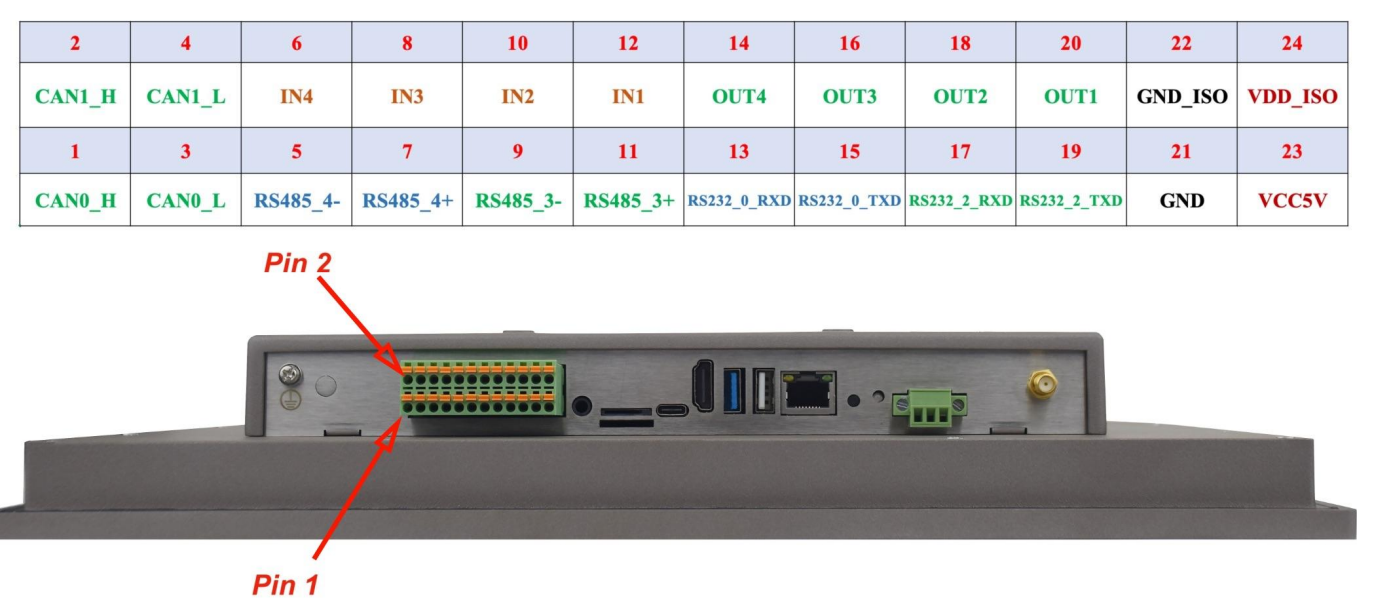 2 4 6 8 10 12 14 16 18 20 22 24
CAN1_H CAN1_L IN4 IN3 IN2 IN1 OUT4 OUT3 OUT2 OUT1 GND_ISO VDD_ISO
1 3 5 7 9 11 13 15 17 19 21 23
CAN0_H CAN0_L RS485_4- RS485_4+ RS485_3- RS485_3+ RS232_0_RXD RS232_0_TXD RS232_2_RXD RS232_2_TXD GND VCC5V
Pin 2
Pin 1